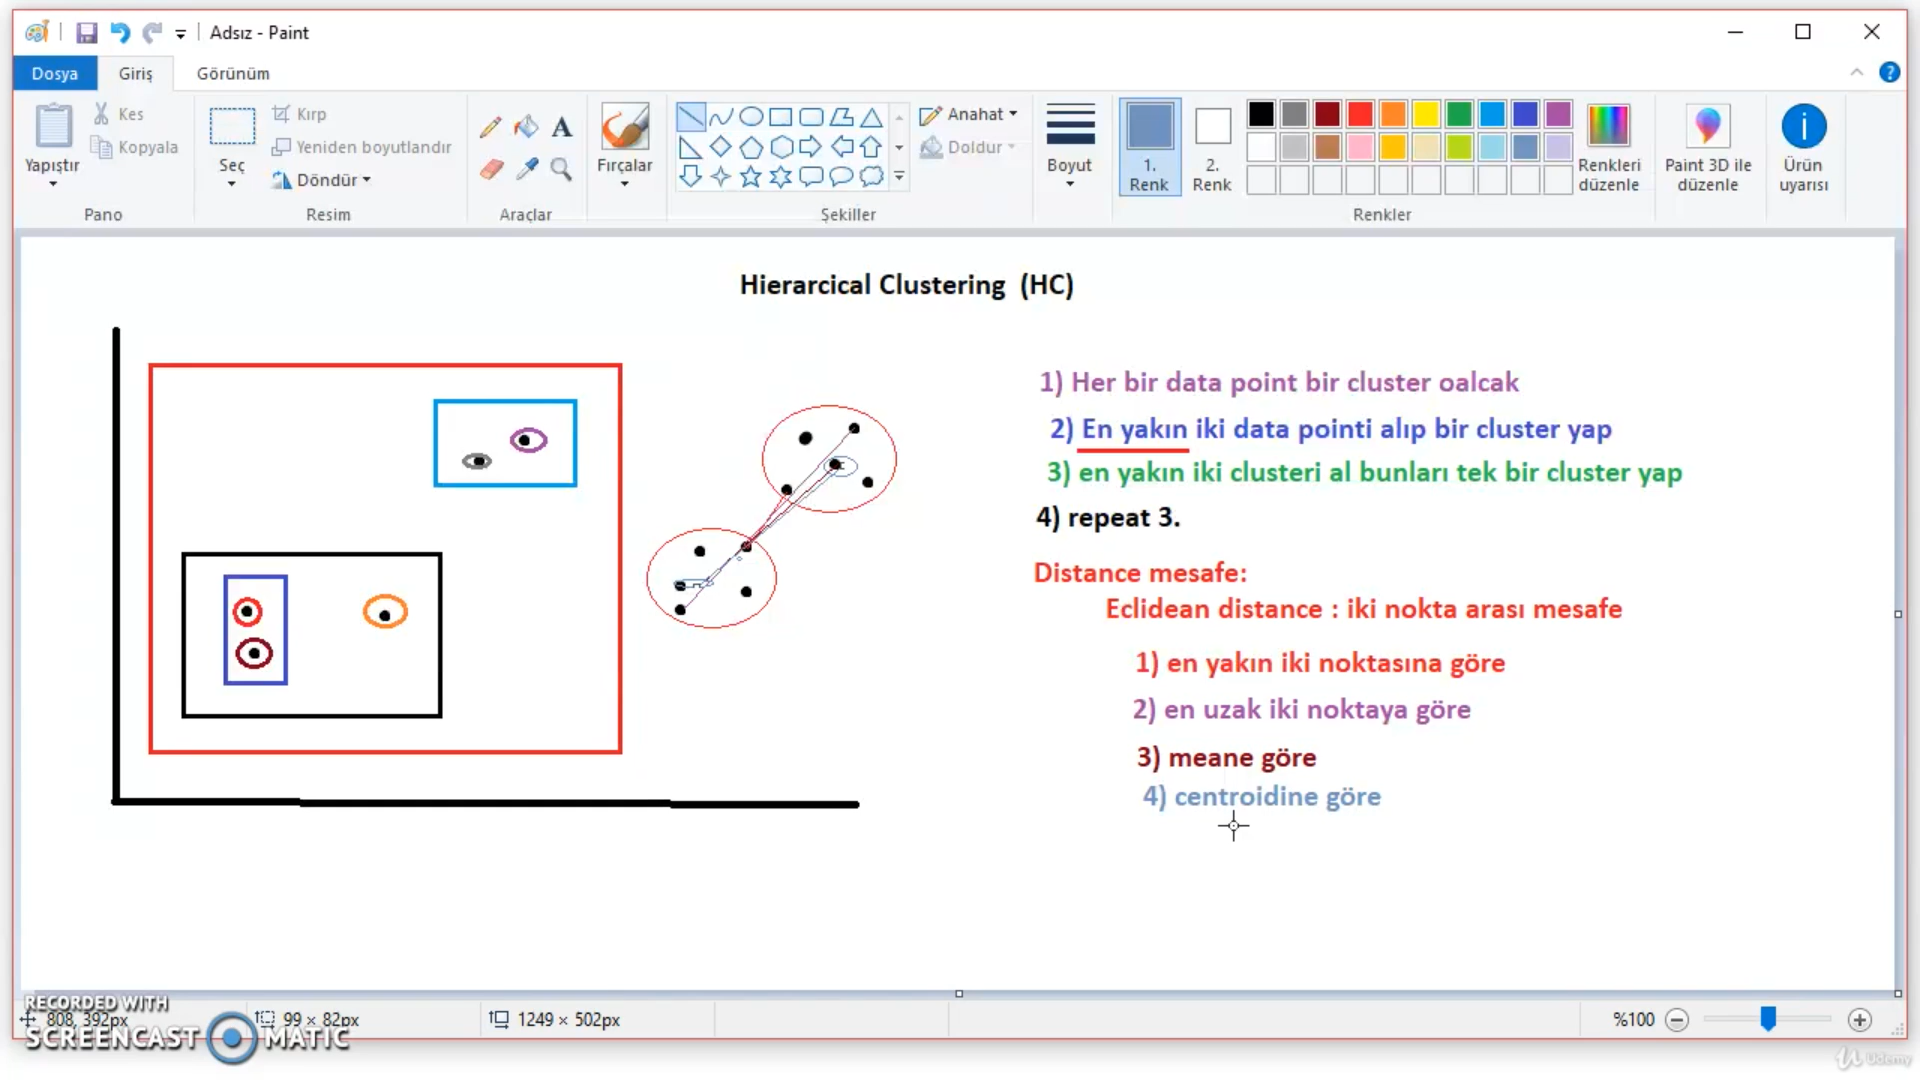 Adsız - Paint
Dosya
Giriş
Görünüm
Yapıştır
Kes
Kopyala
Pano
Seç
Kırp
Yeniden boyutlandır
Döndür
Resim
A
Araçlar
Fırçalar
Şekiller
Anahat
Doldur
Boyut
1.
Renk
2.
Renk
Renkleri
düzenle
Renkler
Paint 3D ile
düzenle
Ürün
uyarısı
Hierarcical Clustering (HC)
1) Her bir data point bir cluster oalcak
2) En yakın iki data pointi alıp bir cluster yap
3) en yakın iki clusteri al bunları tek bir cluster yap
4) repeat 3.
Distance mesafe:
Eclidean distance : iki nokta arası mesafe
1) en yakın iki noktasına göre
2) en uzak iki noktaya göre
3) meane göre
4) centroidine göre
808, 392px
99 × 82px
1249 × 502px
%100
RECORDED WITH
SCREENCAST MATIC
Udemy